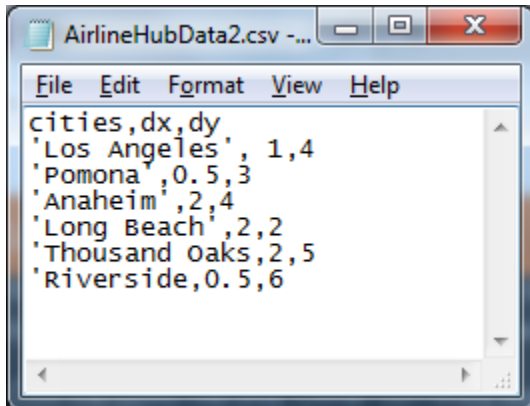 AirlineHubData2.csv -...
File Edit Format View Help
cities,dx,dy
'Los Angeles', 1,4
'Pomona',0.5,3
'Anaheim',2,4
'Long Beach',2,2
'Thousand Oaks,2,5
'Riverside,0.5,6